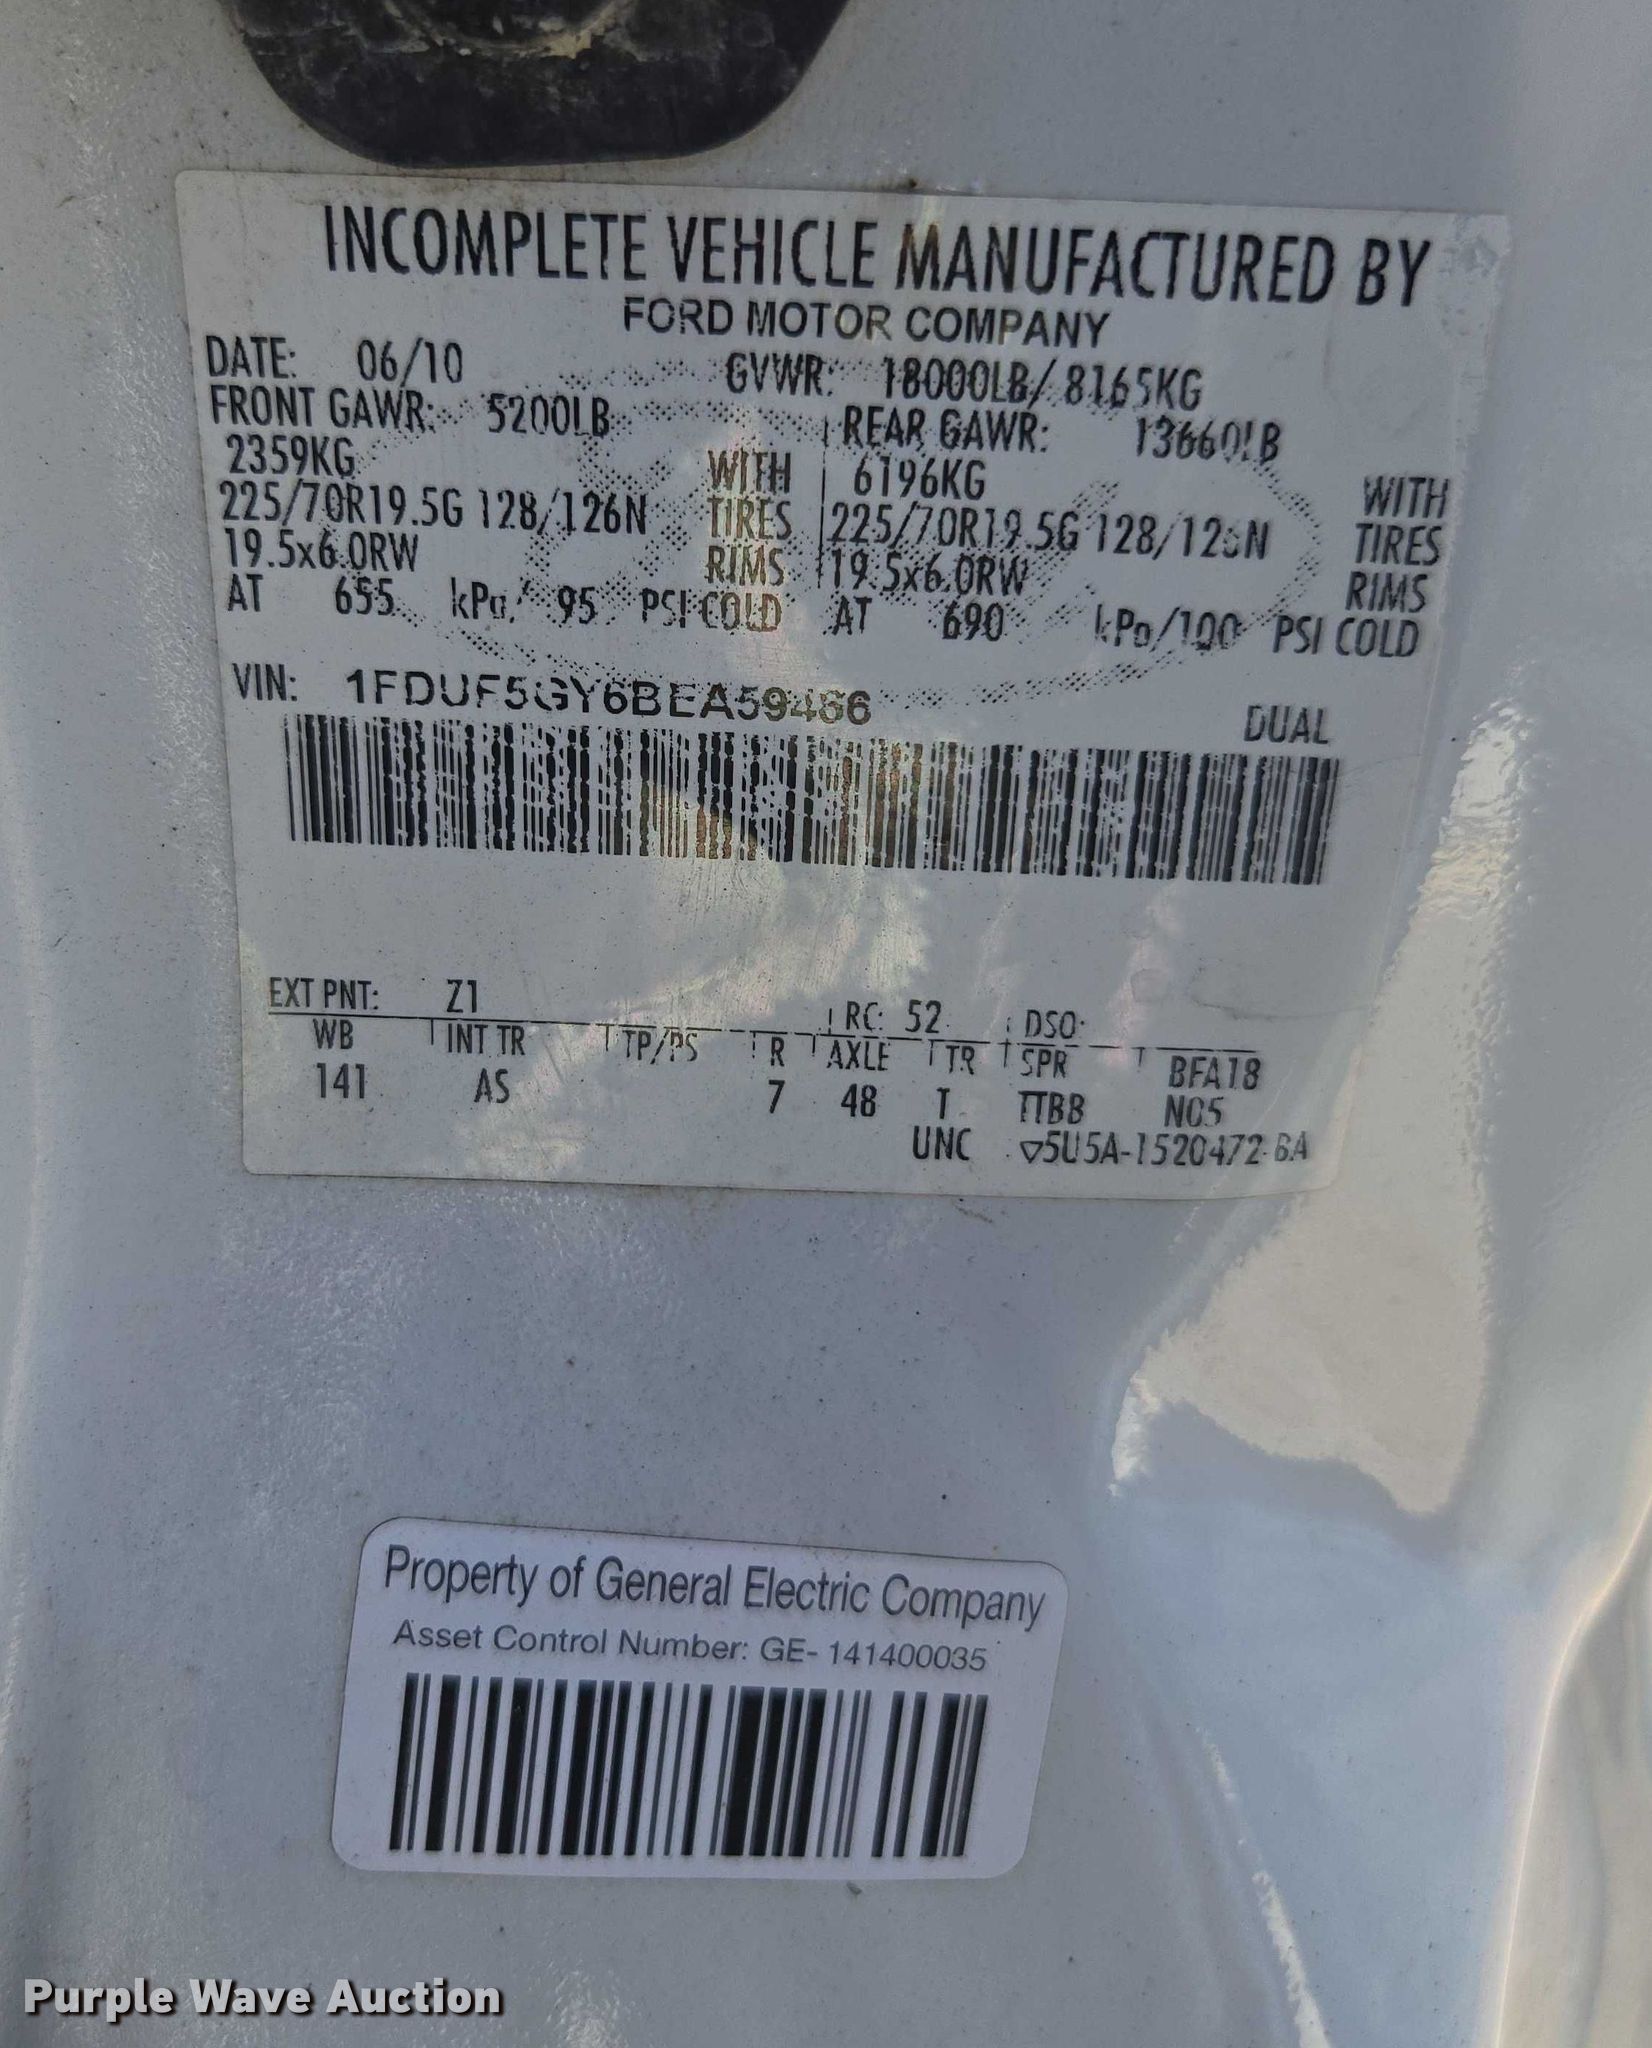 INCOMPLETE VEHICLE MANUFACTURED BY
FORD MOTOR COMPANY
DATE: 06/10 GVWR: 18000LB/ 8165KG
FRONT GAWR: 5200LB REAR GAWR: 13660LB
2359KG WITH 6196KG WITH
225/70R19.5G 128/126N TIRES 225/70R19.5G 128/126N TIRES
19.5x6.0RW RIMS 19.5x6.0RW RIMS
AT 655 kPa/ 95 PSI COLD AT 690 kPa/100 PSI COLD
VIN: 1FDUF5GY6BEA59466
DUAL
EXT PNT: Z1 RC: 52 DSO:
WB INT TR TP/PS R AXLE TR SPR BFA18
141 AS 7 48 T TTBB N05
UNC ▽5U5A-1520472-BA
Property of General Electric Company
Asset Control Number: GE- 141400035
Purple Wave Auction